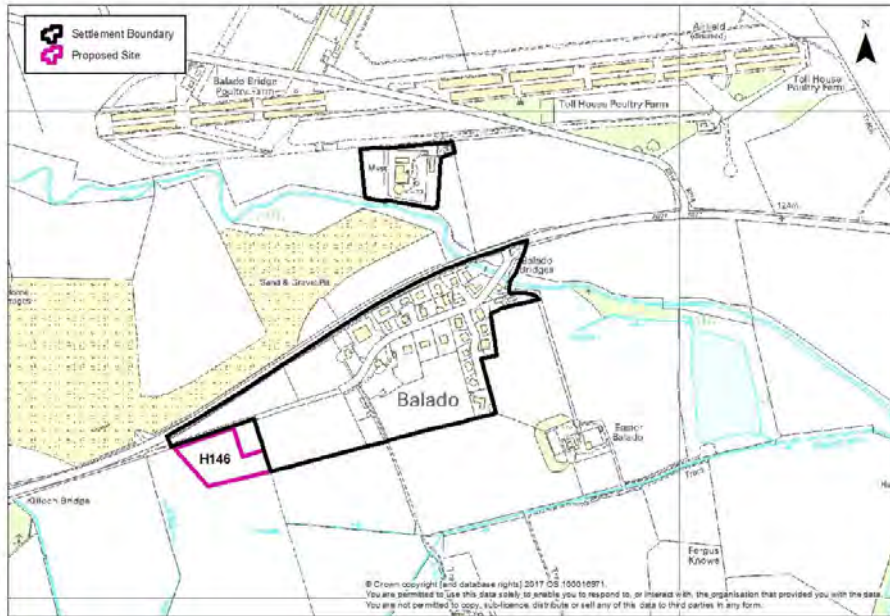 Settlement Boundary
Proposed Site
N
Airfield
(disused)
Balado Bridge
Poultry Farm
Toll House
Poultry Farm
Toll House Poultry Farm
Track
Mast
Balado
Bridges
Sand & Gravel Pit
Balado
Easter
Balado
H146
Track
Fergus
Knowe
© Crown copyright [and database rights] 2017 OS 100016971.
You are permitted to use this data solely to enable you to respond to, or interact with, the organisation that provided you with the data.
You are not permitted to copy, sub-licence, distribute or sell any of this data to third parties in any form.